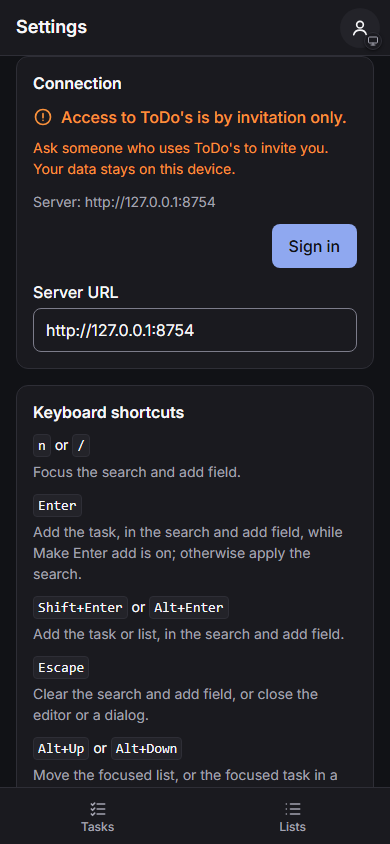 Settings
Connection
Access to ToDo's is by invitation only.
Ask someone who uses ToDo's to invite you.
Your data stays on this device.
Server: http://127.0.0.1:8754
Sign in
Server URL
http://127.0.0.1:8754
Keyboard shortcuts
n or /
Focus the search and add field.
Enter
Add the task, in the search and add field, while
Make Enter add is on; otherwise apply the
search.
Shift+Enter or Alt+Enter
Add the task or list, in the search and add field.
Escape
Clear the search and add field, or close the
editor or a dialog.
Alt+Up or Alt+Down
Move the focused list, or the focused task in a
Tasks
Lists